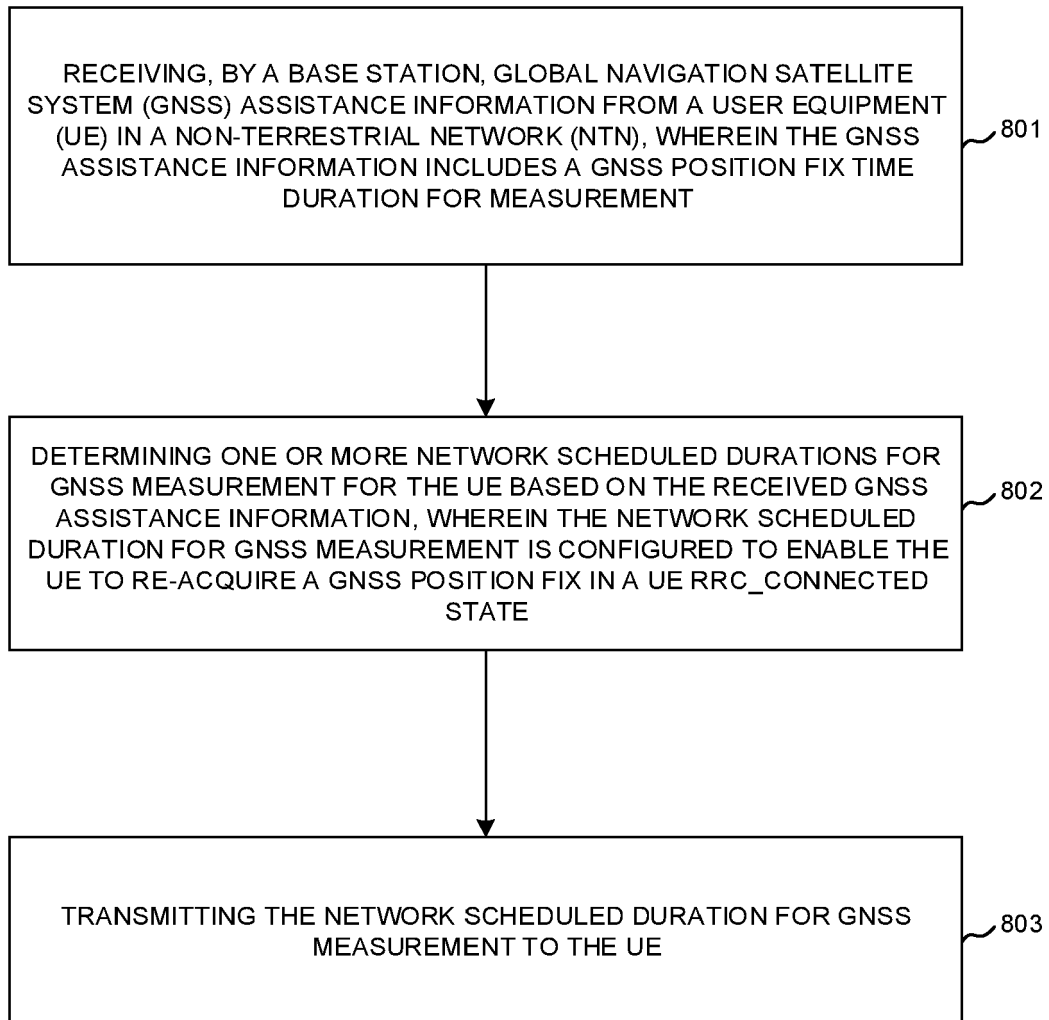 RECEIVING, BY A BASE STATION, GLOBAL NAVIGATION SATELLITE
SYSTEM (GNSS) ASSISTANCE INFORMATION FROM A USER EQUIPMENT
(UE) IN A NON-TERRESTRIAL NETWORK (NTN), WHEREIN THE GNSS
ASSISTANCE INFORMATION INCLUDES A GNSS POSITION FIX TIME
DURATION FOR MEASUREMENT
801
DETERMINING ONE OR MORE NETWORK SCHEDULED DURATIONS FOR
GNSS MEASUREMENT FOR THE UE BASED ON THE RECEIVED GNSS
ASSISTANCE INFORMATION, WHEREIN THE NETWORK SCHEDULED
DURATION FOR GNSS MEASUREMENT IS CONFIGURED TO ENABLE THE
UE TO RE-ACQUIRE A GNSS POSITION FIX IN A UE RRC_CONNECTED
STATE
802
TRANSMITTING THE NETWORK SCHEDULED DURATION FOR GNSS
MEASUREMENT TO THE UE
803